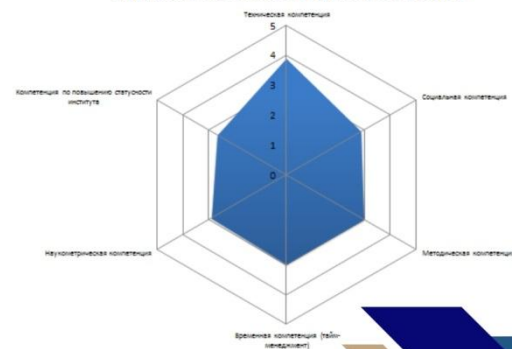 Техническая компетенция
5
4
3
2
1
0
Компетенция по повышению статусности
института
Социальная компетенция
Наукометрическая компетенция
Методическая компетенци
Временная компетенция (тайм-
менеджмент)